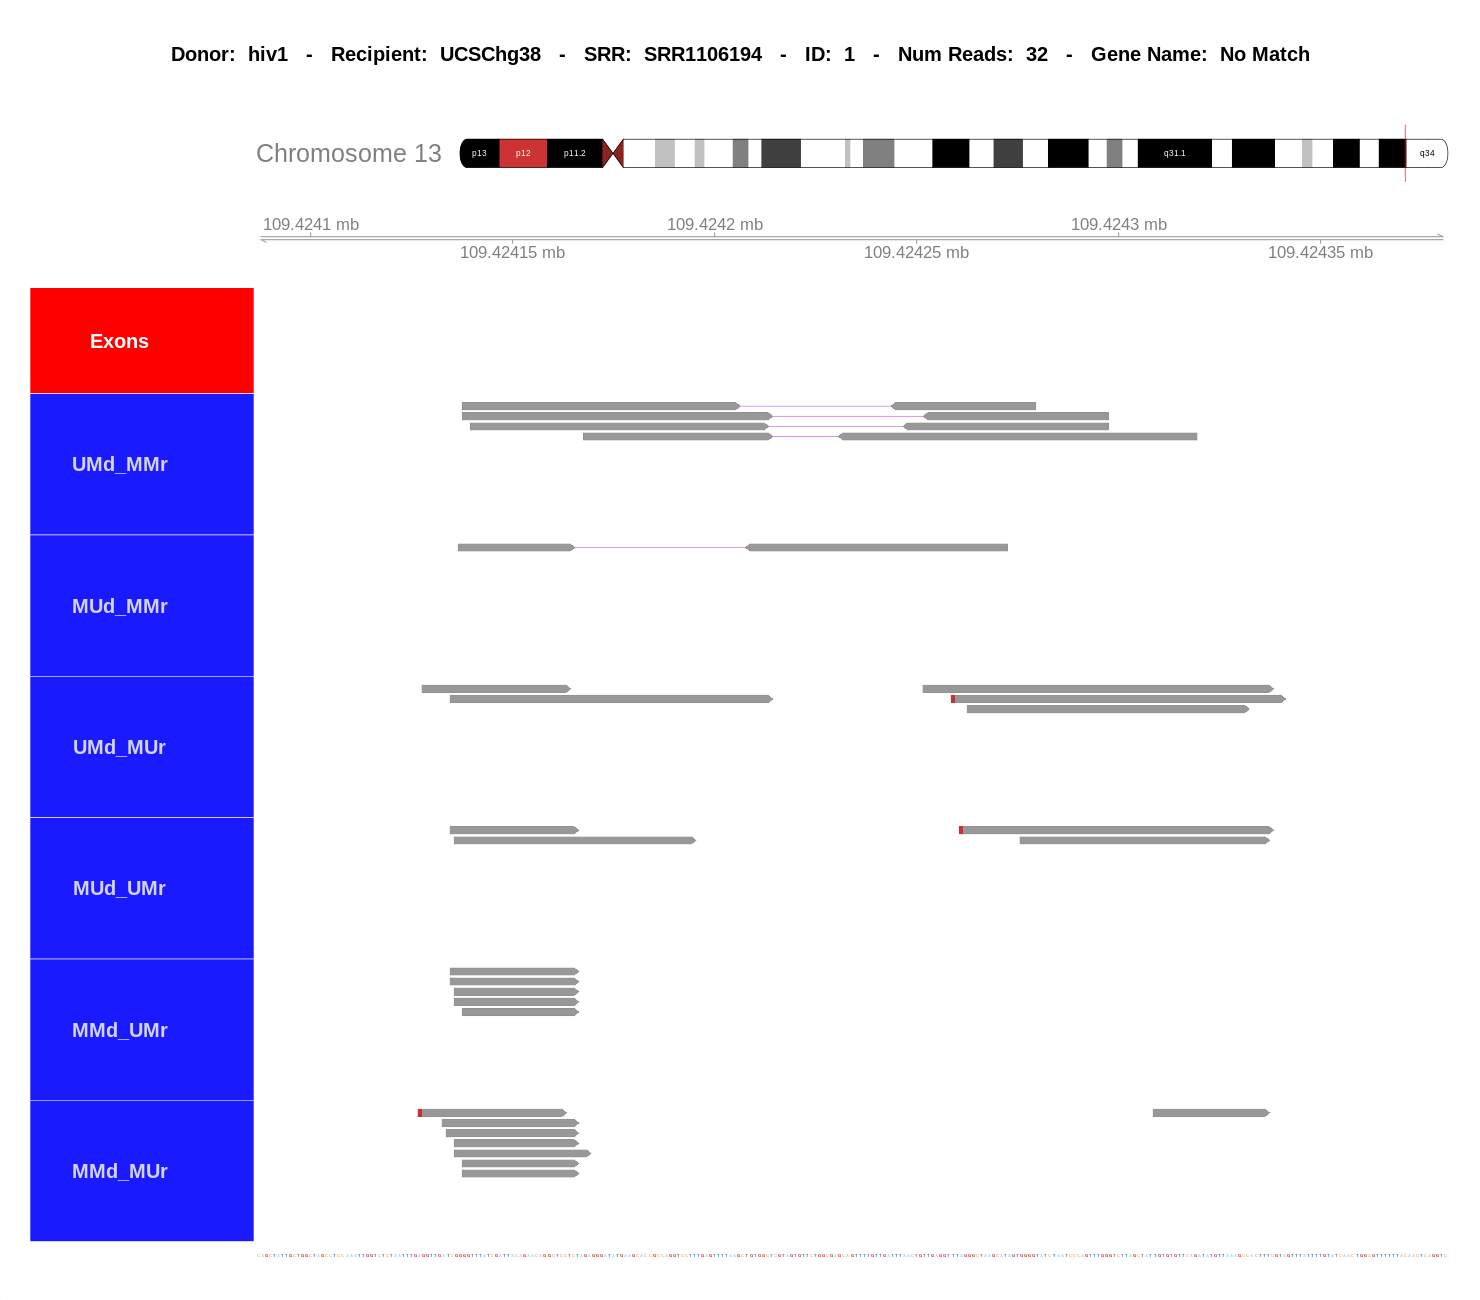 Donor: hiv1 - Recipient: UCSChg38 - SRR: SRR1106194 - ID: 1 - Num Reads: 32 - Gene Name: No Match
Chromosome 13
p13 p12 p11.2 q31.1 q34
109.4241 mb 109.4242 mb 109.4243 mb
109.42415 mb 109.42425 mb 109.42435 mb
Exons
UMd_MMr
MUd_MMr
UMd_MUr
MUd_UMr
MMd_UMr
MMd_MUr